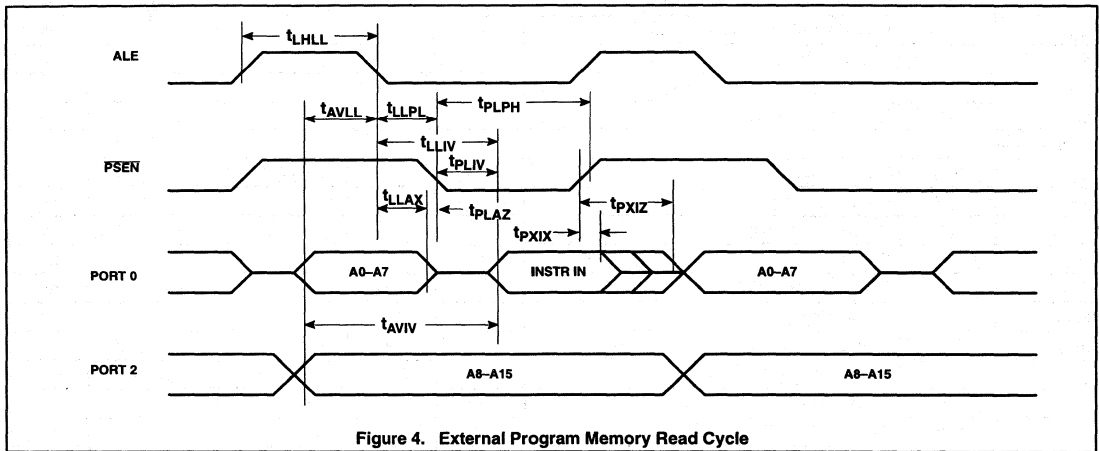 tLHLL
ALE
tPLPH
tAVLL
tLLPL
tLLIV
PSEN
tPLIV
tLLAX
tPLAZ
tPXIZ
tPXIX
PORT 0
A0–A7
INSTR IN
A0–A7
tAVIV
PORT 2
A8–A15
A8–A15
Figure 4. External Program Memory Read Cycle